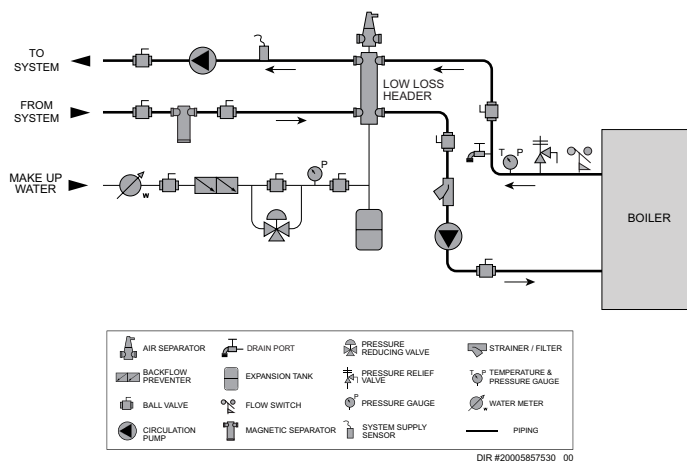 TO
SYSTEM
FROM
SYSTEM
MAKE UP
WATER
LOW LOSS
HEADER
P
W
T P
BOILER
AIR SEPARATOR
DRAIN PORT
PRESSURE
REDUCING VALVE
STRAINER / FILTER
BACKFLOW
PREVENTER
EXPANSION TANK
PRESSURE RELIEF
VALVE
T P
TEMPERATURE &
PRESSURE GAUGE
BALL VALVE
FLOW SWITCH
P
PRESSURE GAUGE
W
WATER METER
CIRCULATION
PUMP
MAGNETIC SEPARATOR
SYSTEM SUPPLY
SENSOR
PIPING
DIR #20005857530 00